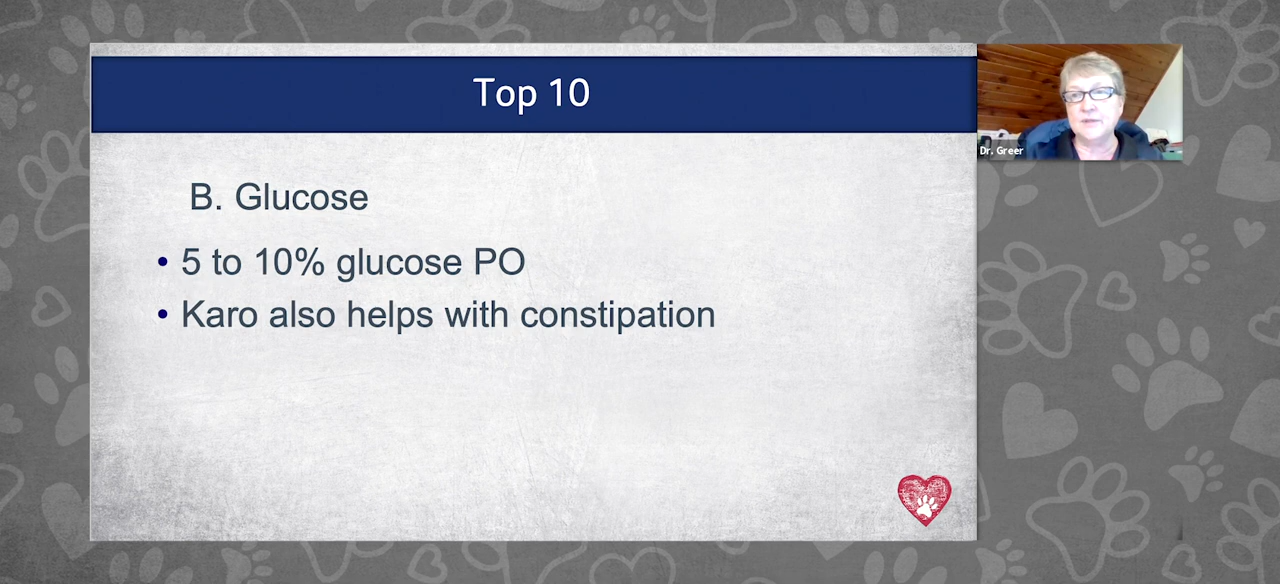 Top 10
Dr. Greer
B. Glucose
• 5 to 10% glucose PO
• Karo also helps with constipation